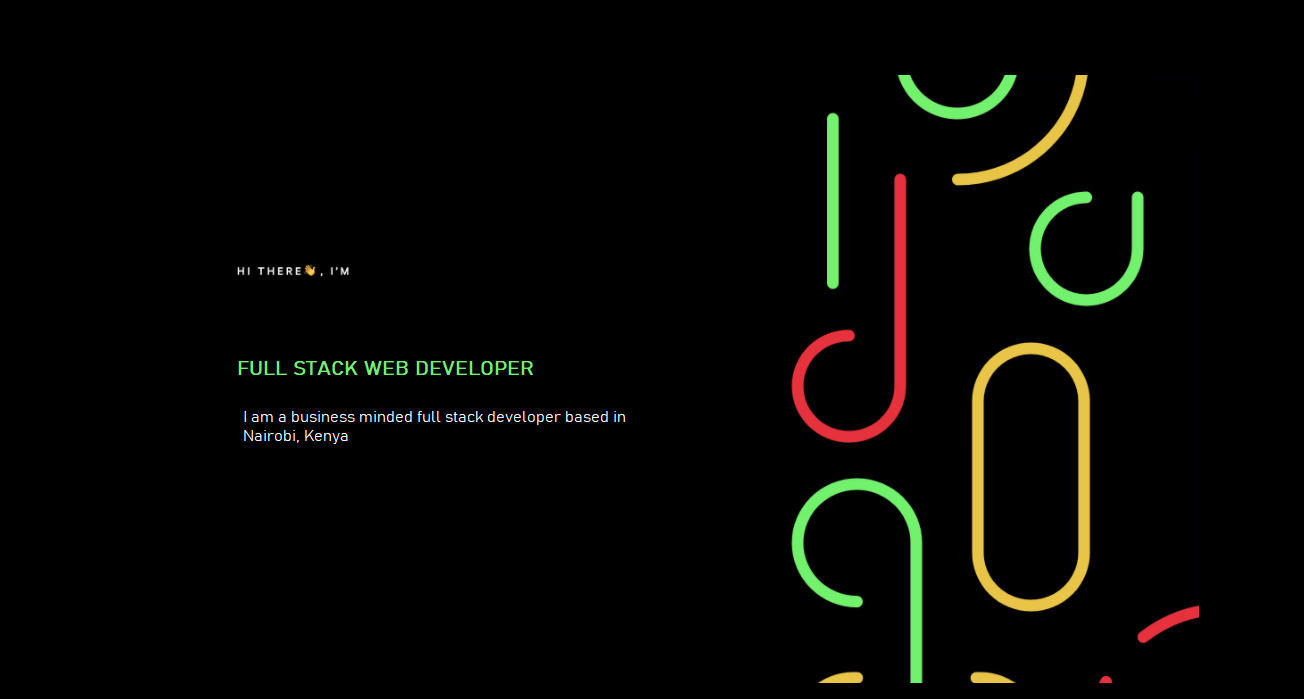 HI THERE👋, I'M
FULL STACK WEB DEVELOPER
I am a business minded full stack developer based in
Nairobi, Kenya